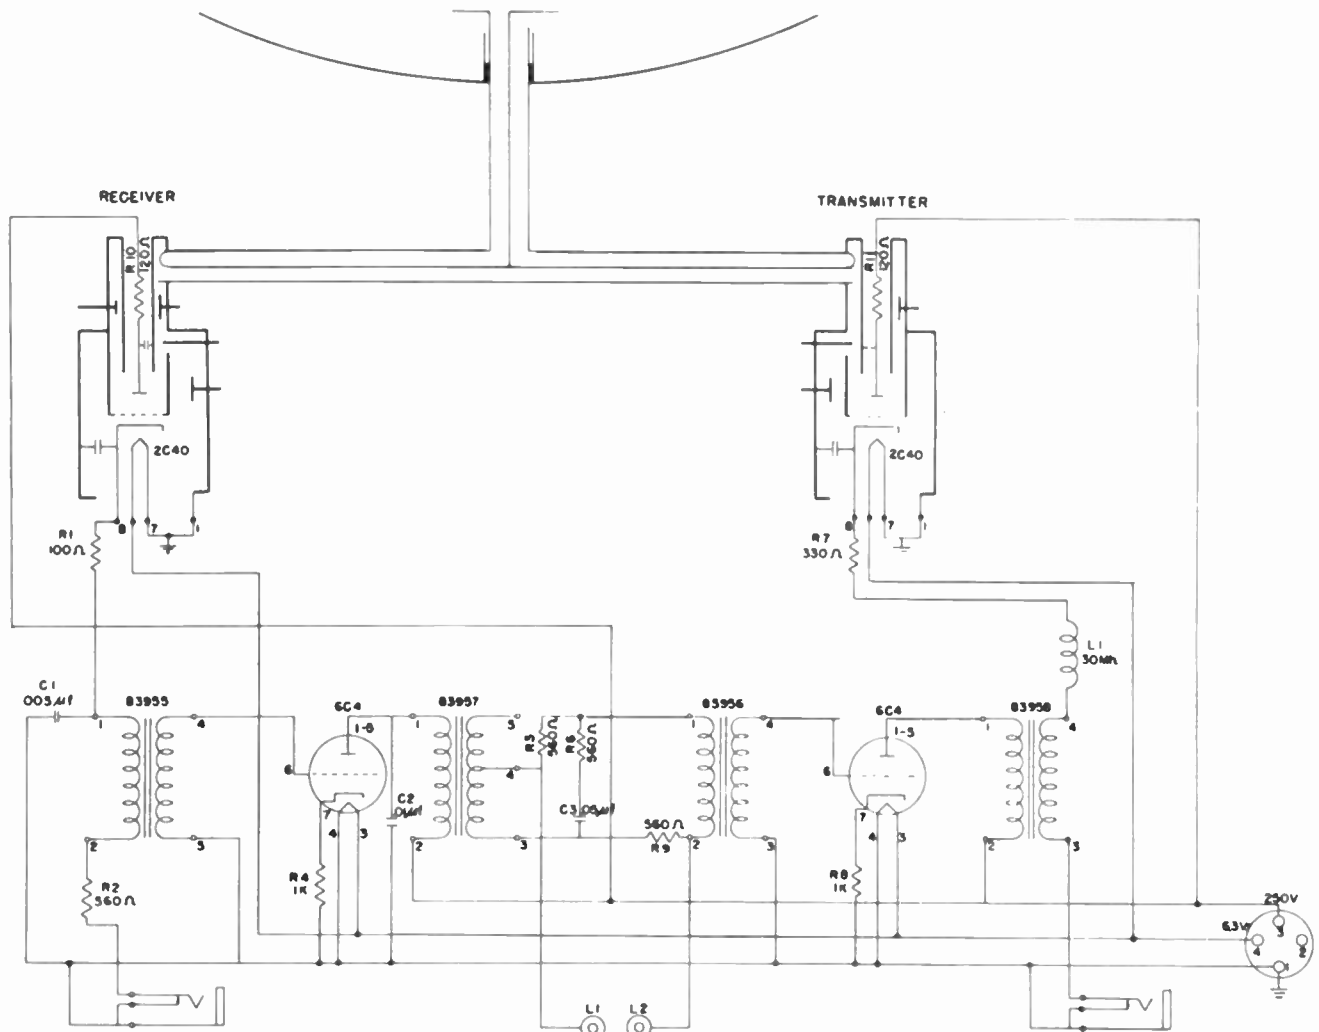 RECEIVER
TRANSMITTER
R10
120Ω
R11
120Ω
2C40
2C40
8
7
1
8
7
1
R1
100Ω
R7
330Ω
L1
30Mh
C1
.005μf
1
83955
4
6C4
1-5
83957
1
5
R5
560Ω
R6
560Ω
1
83956
4
6C4
1-5
1
83958
4
6
4
6
7
4
3
C2
.01μf
C3 .05μf
7
4
3
2
5
2
3
560Ω
R9
2
3
2
3
R2
560Ω
R4
1K
R8
1K
250V
6.3V
3
4
2
1
L1
L2